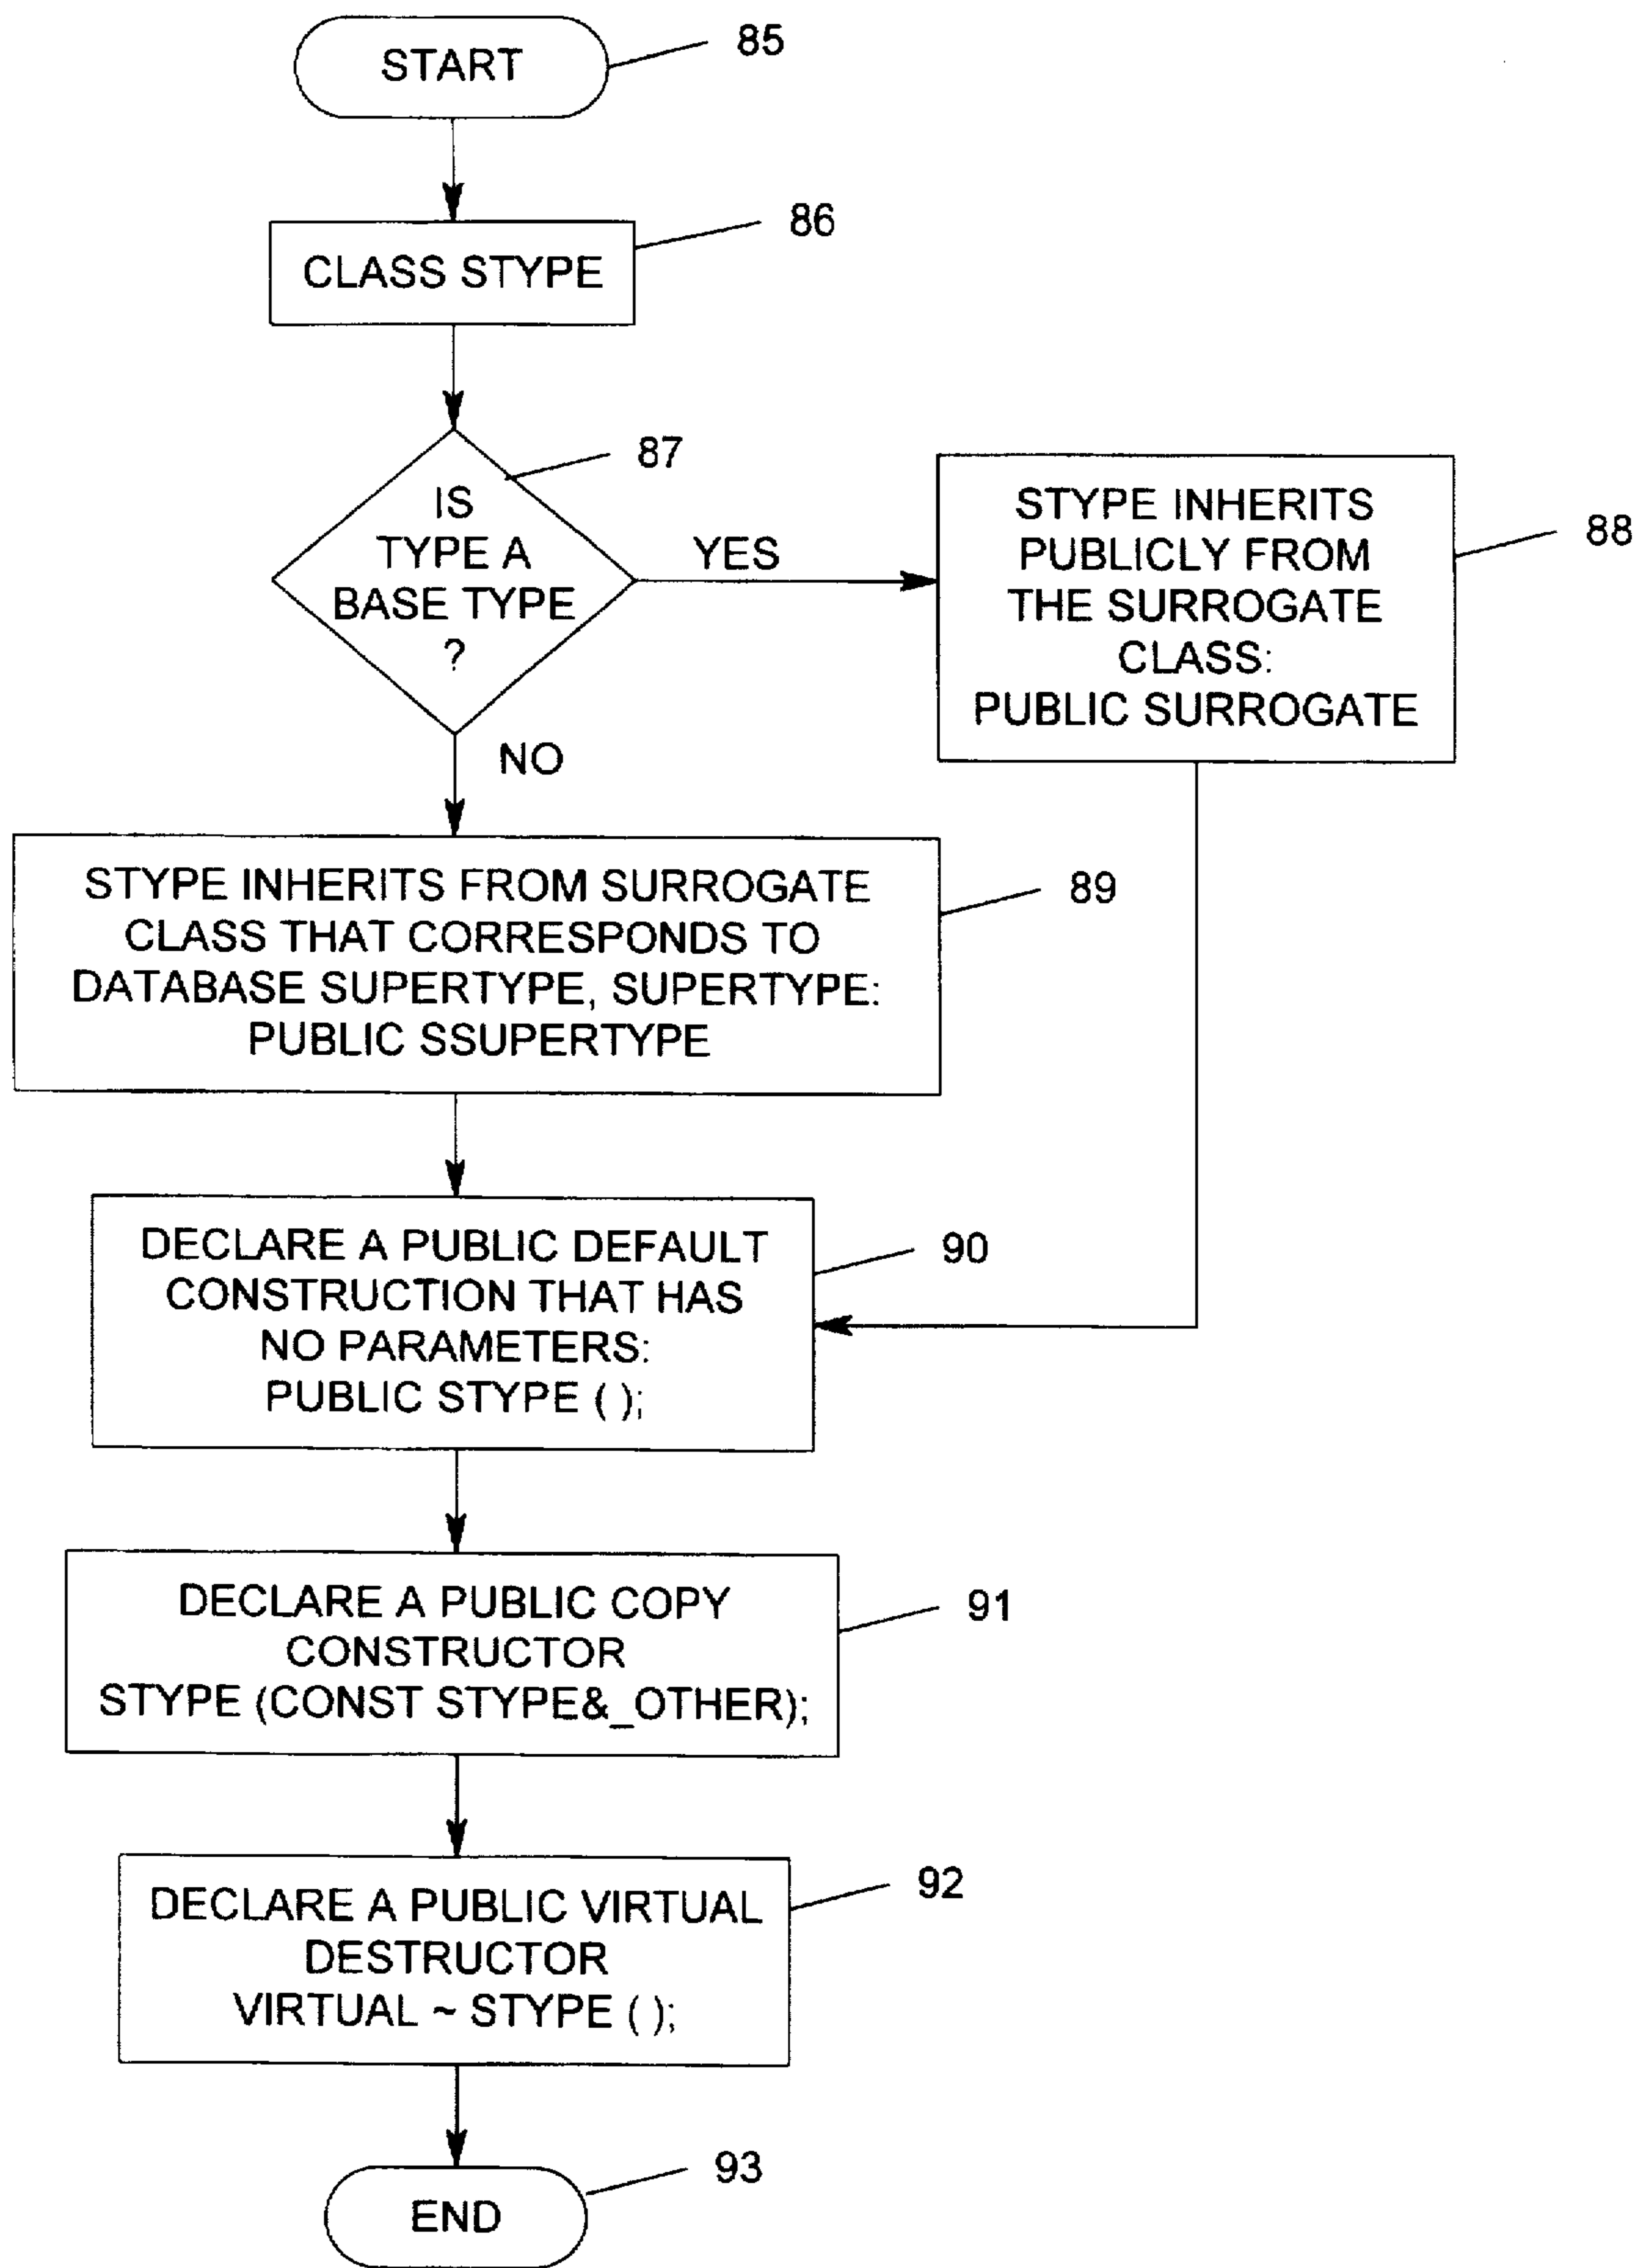 START
85
CLASS STYPE
86
IS
TYPE A
BASE TYPE
?
87
YES
NO
STYPE INHERITS
PUBLICLY FROM
THE SURROGATE
CLASS:
PUBLIC SURROGATE
88
STYPE INHERITS FROM SURROGATE
CLASS THAT CORRESPONDS TO
DATABASE SUPERTYPE, SUPERTYPE:
PUBLIC SSUPERTYPE
89
DECLARE A PUBLIC DEFAULT
CONSTRUCTION THAT HAS
NO PARAMETERS:
PUBLIC STYPE ( );
90
DECLARE A PUBLIC COPY
CONSTRUCTOR
STYPE (CONST STYPE&_OTHER);
91
DECLARE A PUBLIC VIRTUAL
DESTRUCTOR
VIRTUAL ~ STYPE ( );
92
END
93